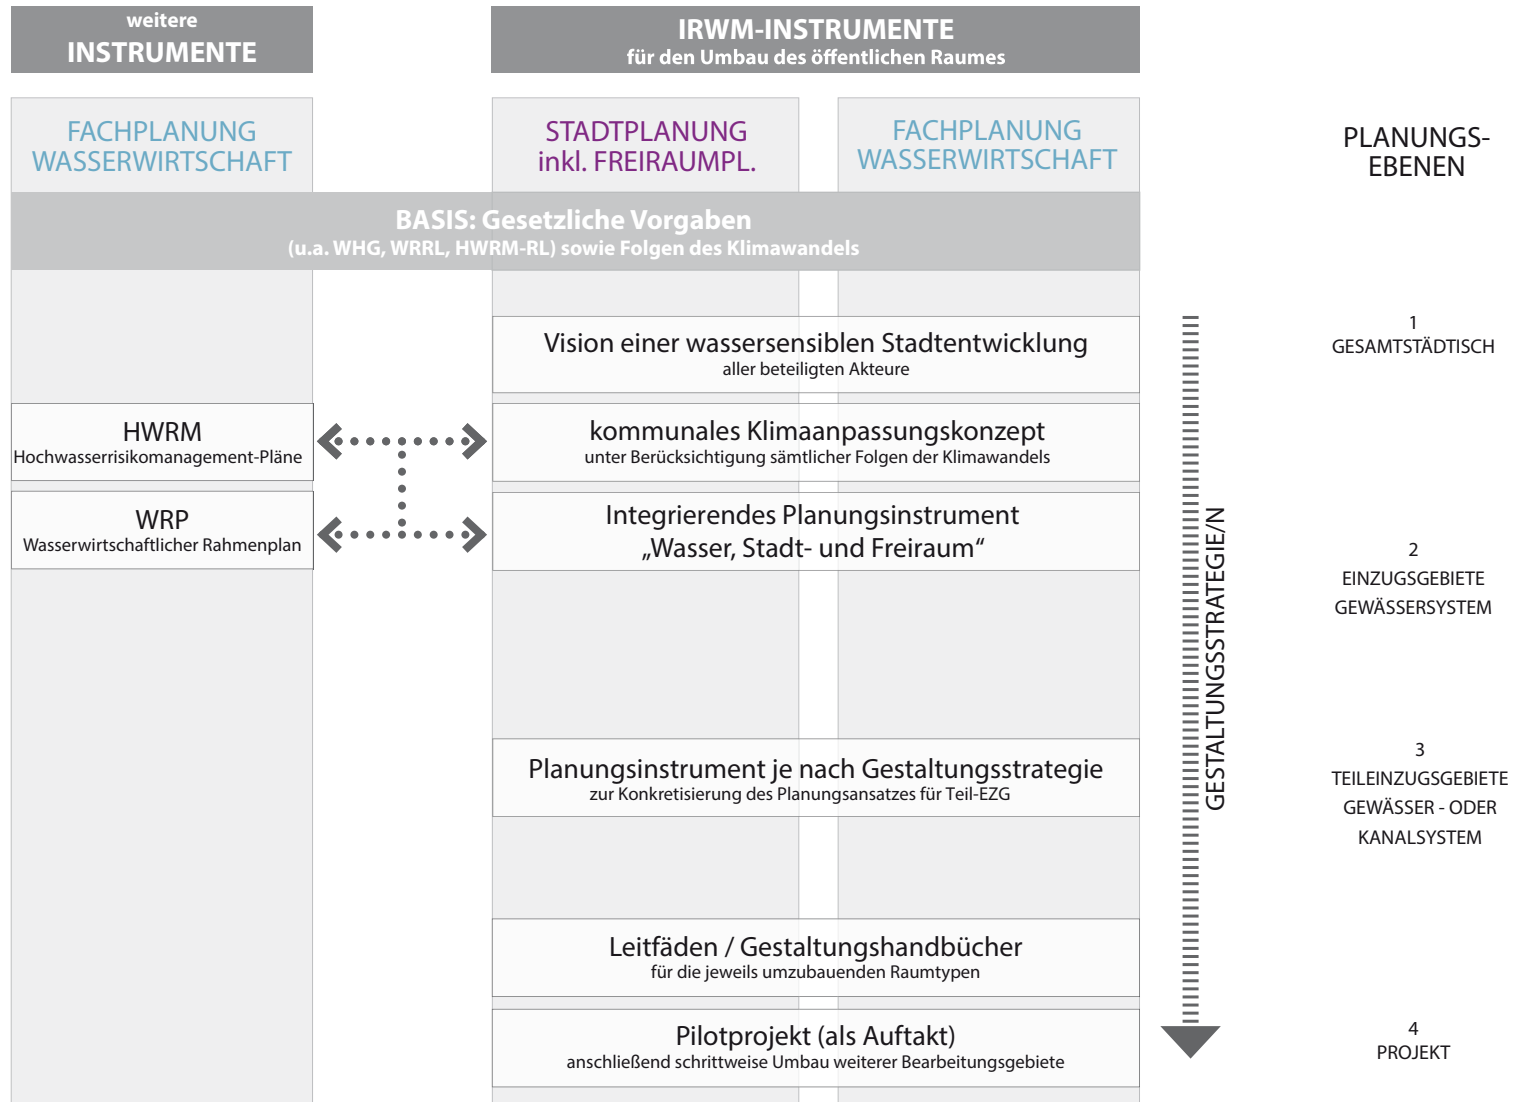 weitere
INSTRUMENTE
IRWM-INSTRUMENTE
für den Umbau des öffentlichen Raumes
FACHPLANUNG
WASSERWIRTSCHAFT
STADTPLANUNG
inkl. FREIRAUMPL.
FACHPLANUNG
WASSERWIRTSCHAFT
PLANUNGS-
EBENEN
BASIS: Gesetzliche Vorgaben
(u.a. WHG, WRRL, HWRM-RL) sowie Folgen des Klimawandels
Vision einer wassersensiblen Stadtentwicklung
aller beteiligten Akteure
1
GESAMTSTÄDTISCH
HWRM
Hochwasserrisikomanagement-Pläne
kommunales Klimaanpassungskonzept
unter Berücksichtigung sämtlicher Folgen der Klimawandels
WRP
Wasserwirtschaftlicher Rahmenplan
Integrierendes Planungsinstrument
„Wasser, Stadt- und Freiraum“
GESTALTUNGSSTRATEGIE/N
2
EINZUGSGEBIETE
GEWÄSSERSYSTEM
Planungsinstrument je nach Gestaltungsstrategie
zur Konkretisierung des Planungsansatzes für Teil-EZG
3
TEILEINZUGSGEBIETE
GEWÄSSER - ODER
KANALSYSTEM
Leitfäden / Gestaltungshandbücher
für die jeweils umzubauenden Raumtypen
Pilotprojekt (als Auftakt)
anschließend schrittweise Umbau weiterer Bearbeitungsgebiete
4
PROJEKT